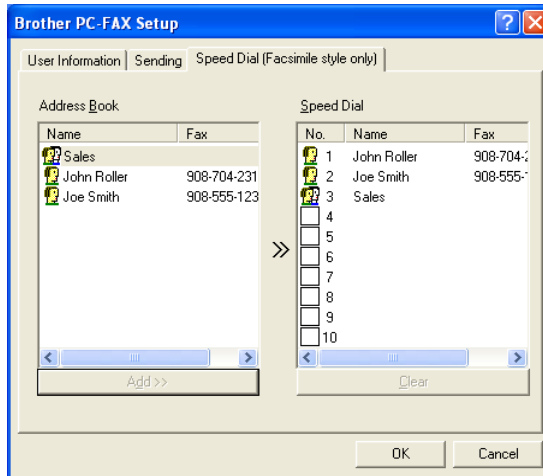 Brother PC-FAX Setup
User Information Sending Speed Dial (Facsimile style only)
Address Book
Name Fax
Sales
John Roller 908-704-231
Joe Smith 908-555-123
Add >>
Speed Dial
No. Name Fax
1 John Roller 908-704-2
2 Joe Smith 908-555-1
3 Sales
4
5
6
7
8
9
10
Clear
OK Cancel